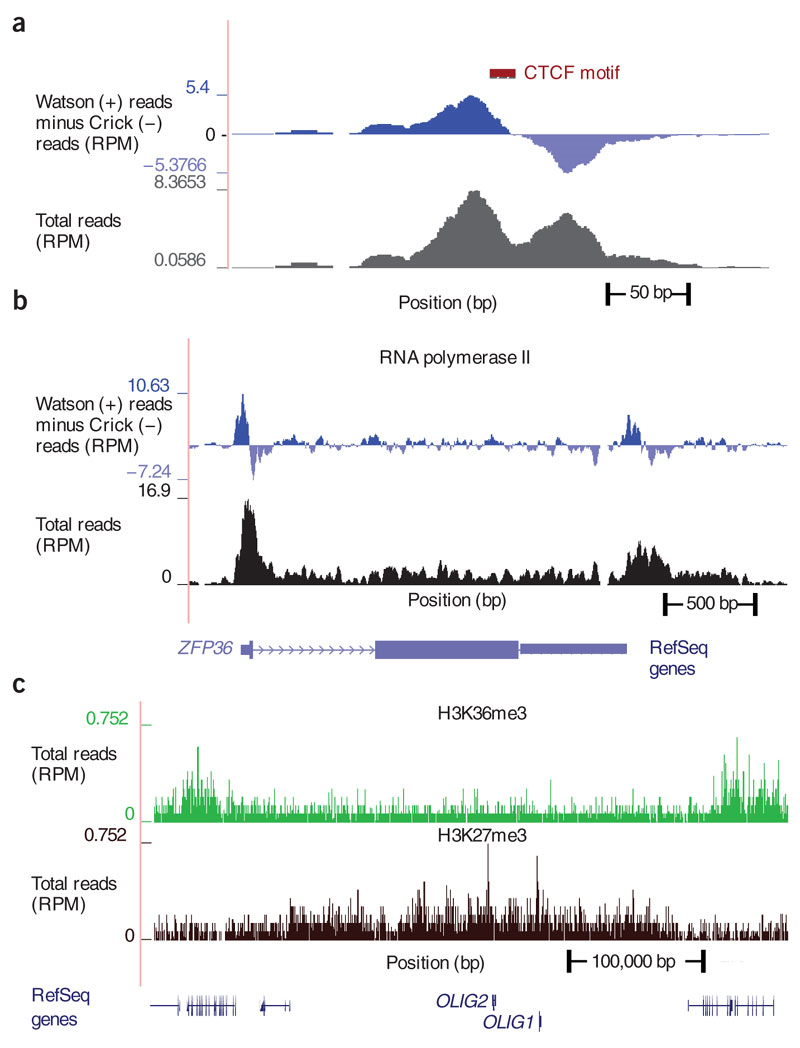 a
CTCF motif
5.4
Watson (+) reads
minus Crick (−)
reads (RPM)
0
−5.3766
8.3653
Total reads
(RPM)
0.0586
50 bp
Position (bp)
b
RNA polymerase II
10.63
Watson (+) reads
minus Crick (−)
reads (RPM)
−7.24
16.9
Total reads
(RPM)
0
Position (bp)
500 bp
ZFP36
RefSeq
genes
c
H3K36me3
0.752
Total reads
(RPM)
0
H3K27me3
0.752
Total reads
(RPM)
0
Position (bp)
100,000 bp
RefSeq
genes
OLIG2
OLIG1